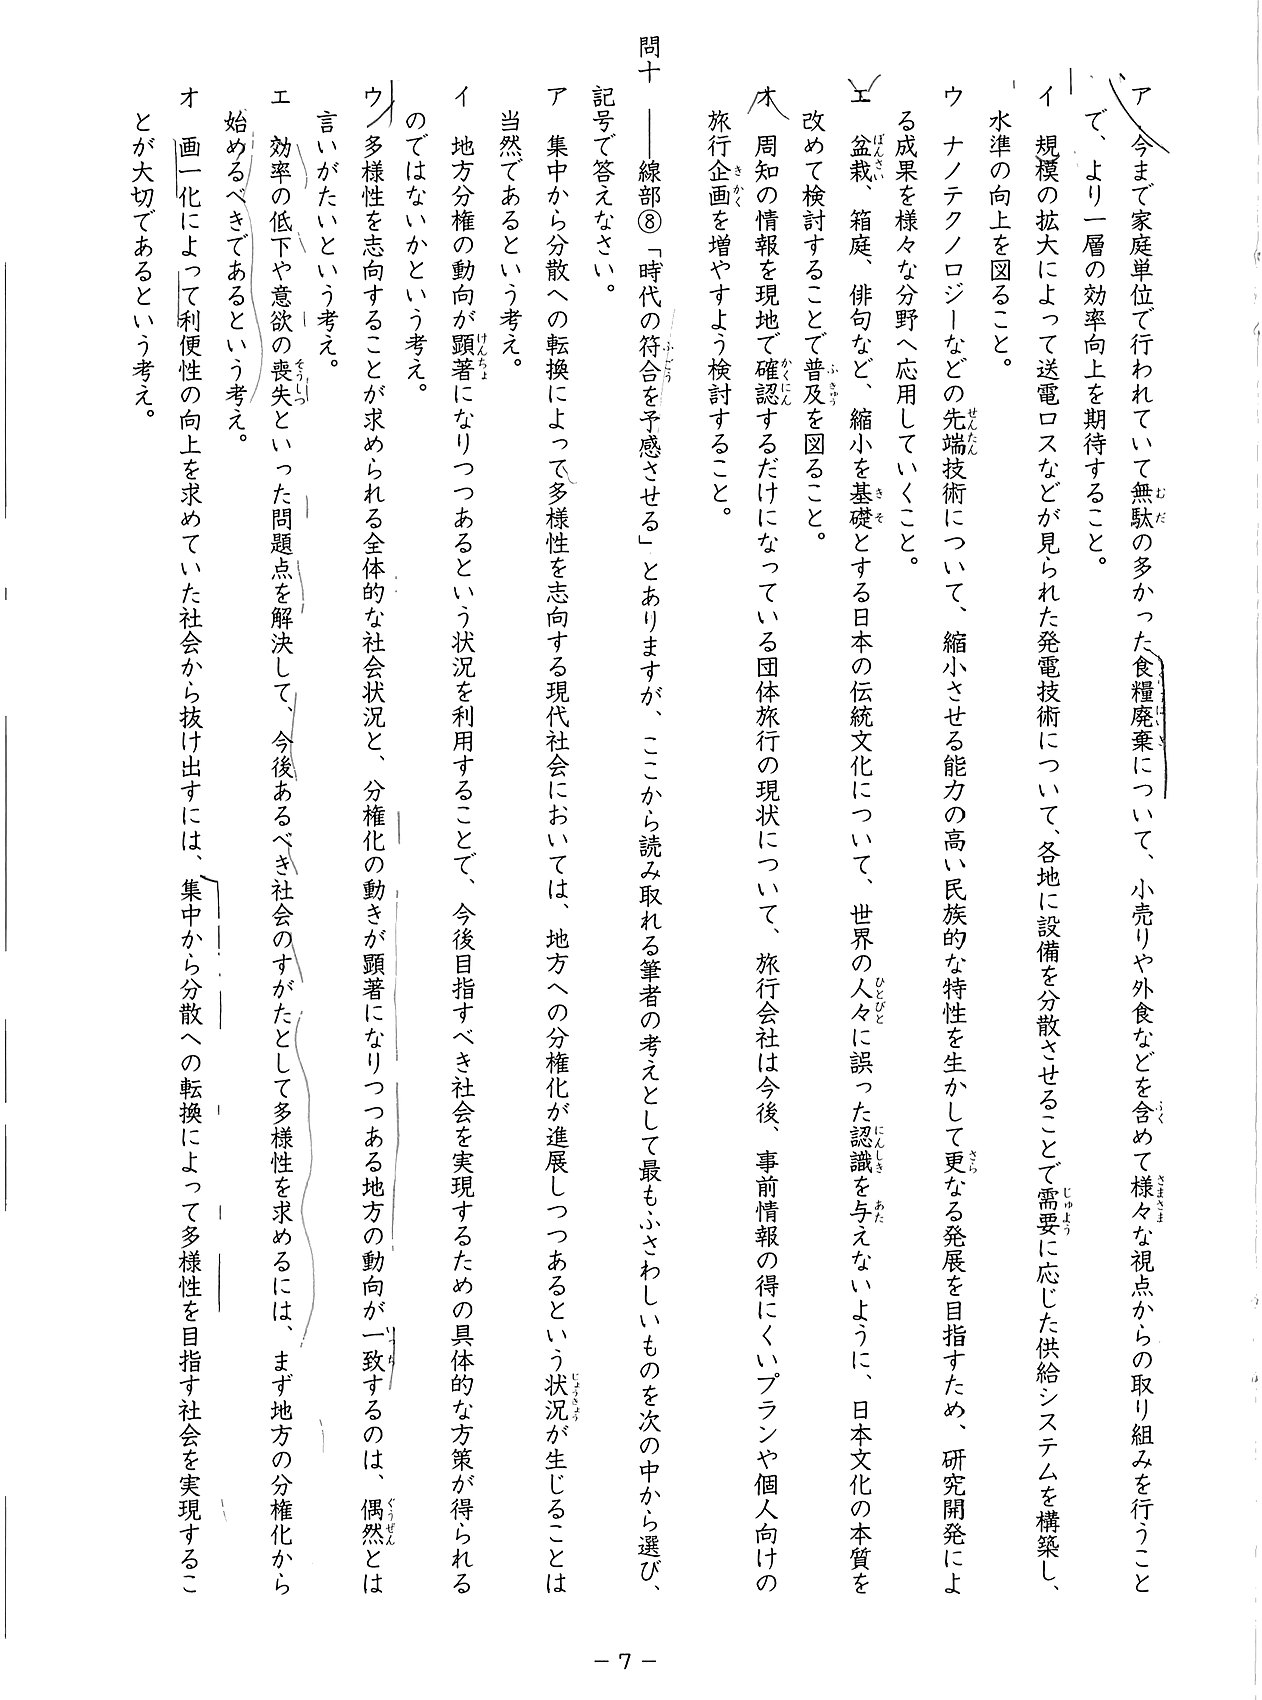 ア　今まで家庭単位で行われていて無駄の多かった食糧廃棄について、小売りや外食などを含めて様々な視点からの取り組みを行うこと
で、より一層の効率向上を期待すること。
イ　規模の拡大によって送電ロスなどが見られた発電技術について、各地に設備を分散させることで需要に応じた供給システムを構築し、
水準の向上を図ること。
ウ　ナノテクノロジーなどの先端技術について、縮小させる能力の高い民族的な特性を生かして更なる発展を目指すため、研究開発によ
る成果を様々な分野へ応用していくこと。
エ　盆栽、箱庭、俳句など、縮小を基礎とする日本の伝統文化について、世界の人々に誤った認識を与えないように、日本文化の本質を
改めて検討することで普及を図ること。
オ　周知の情報を現地で確認するだけになっている団体旅行の現状について、旅行会社は今後、事前情報の得にくいプランや個人向けの
旅行企画を増やすよう検討すること。
問十　――線部⑧「時代の符合を予感させる」とありますが、ここから読み取れる筆者の考えとして最もふさわしいものを次の中から選び、
記号で答えなさい。
ア　集中から分散への転換によって多様性を志向する現代社会においては、地方への分権化が進展しつつあるという状況が生じることは
当然であるという考え。
イ　地方分権の動向が顕著になりつつあるという状況を利用することで、今後目指すべき社会を実現するための具体的な方策が得られる
のではないかという考え。
ウ　多様性を志向することが求められる全体的な社会状況と、分権化の動きが顕著になりつつある地方の動向が一致するのは、偶然とは
言いがたいという考え。
エ　効率の低下や意欲の喪失といった問題点を解決して、今後あるべき社会のすがたとして多様性を求めるには、まず地方の分権化から
始めるべきであるという考え。
オ　画一化によって利便性の向上を求めていた社会から抜け出すには、集中から分散への転換によって多様性を目指す社会を実現するこ
とが大切であるという考え。
－7－